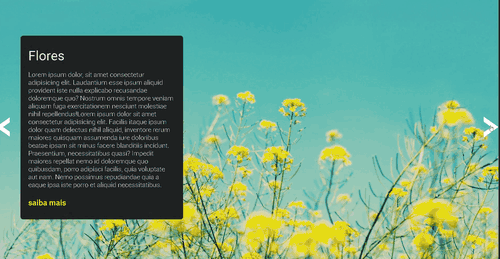 Flores
Lorem ipsum dolor, sit amet consectetur
adipisicing elit. Laudantium esse ipsum aliquid
provident iste nulla explicabo recusandae
doloremque quo? Nostrum omnis tempore veniam
aliquam fuga exercitationem nesciunt molestiae
nihil repellendus!Lorem ipsum dolor sit amet
consectetur adipisicing elit. Facilis itaque ipsum
dolor quam delectus nihil aliquid, inventore rerum
maiores quisquam assumenda iure doloribus
beatae ipsam sit minus facere blanditiis incidunt.
Praesentium, necessitatibus quasi? Impedit
maiores repellat nemo id doloremque quo
quibusdam, porro adipisci facilis, quia voluptate
aut nam. Nemo possimus repudiandae quia a
eaque ipsa iste porro et aliquid necessitatibus.
saiba mais